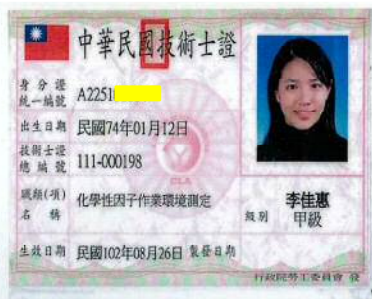 中華民國技術士證
身分證
統一編號 A2251
出生日期 民國74年01月12日
技術士證
總編號 111-000198
職類(項)
名稱 化學性因子作業環境測定
李佳惠
級別 甲級
生效日期 民國102年08月26日 製發日期
行政院勞工委員會 發